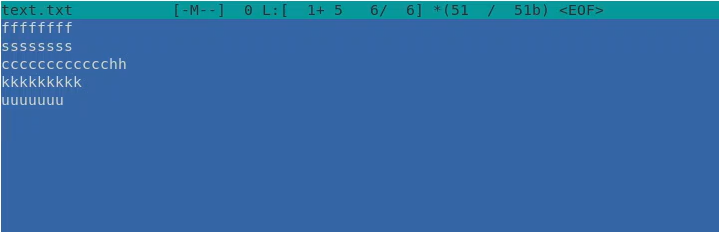 text.txt           [-M--]  0 L:[  1+ 5   6/  6] *(51  /  51b) <EOF>
ffffffff
ssssssss
cccccccccccchh
kkkkkkkkk
uuuuuuu